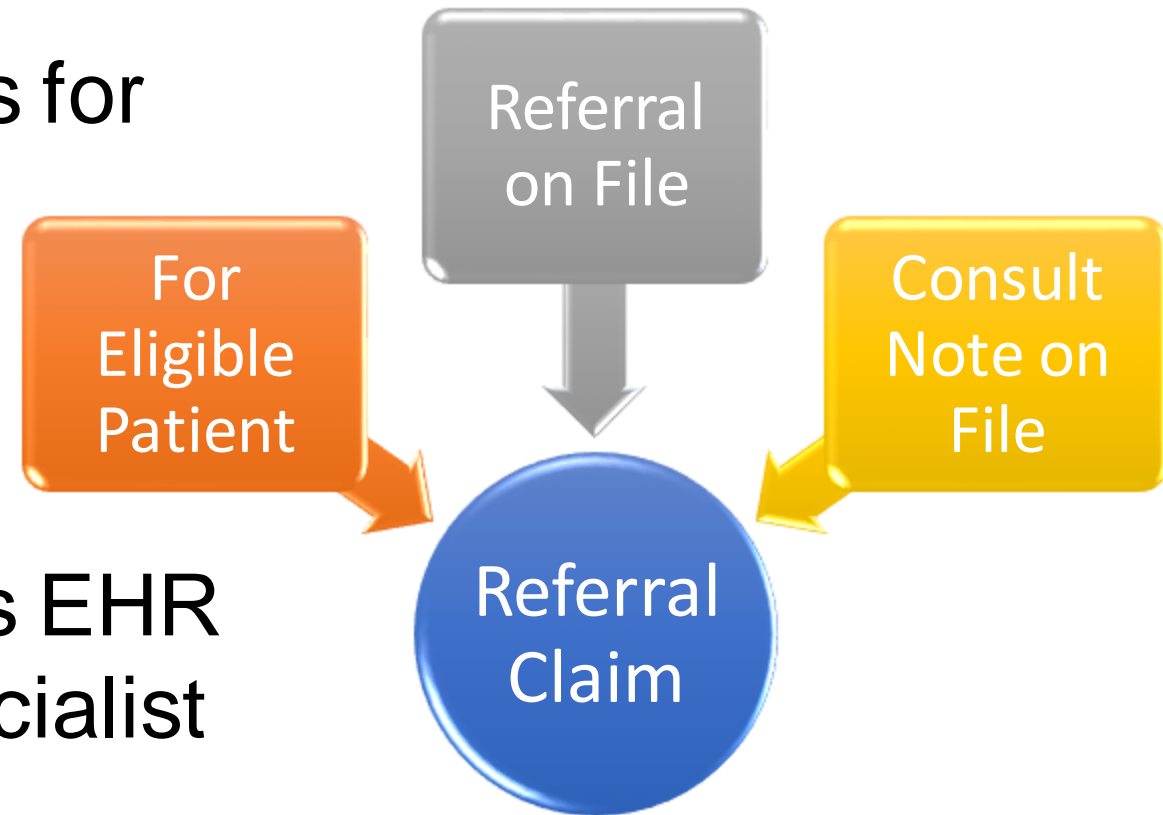 s for
Referral
on File
For
Eligible
Patient
Consult
Note on
File
s EHR
cialist
Referral
Claim